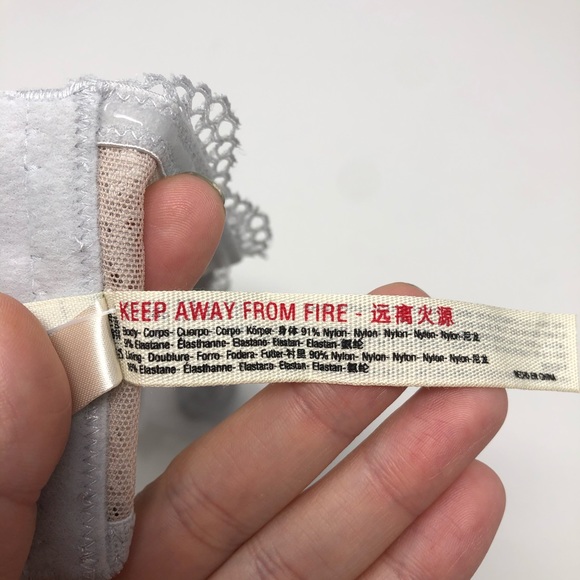 KEEP AWAY FROM FIRE - 远离火源
Body- Corps- Cuerpo- Corpo- Körper- 身体 91% Nylon- Nylon- Nylon- Nylon- Nylon-尼龙
9% Elastane- Élasthanne- Elastano- Elastan- Elastan-氨纶
Lining- Doublure- Forro- Fodera- Futter-衬里 90% Nylon- Nylon- Nylon- Nylon- Nylon-尼龙
10% Elastane- Élasthanne- Elastano- Elastan- Elastan-氨纶
HECHO EN CHINA